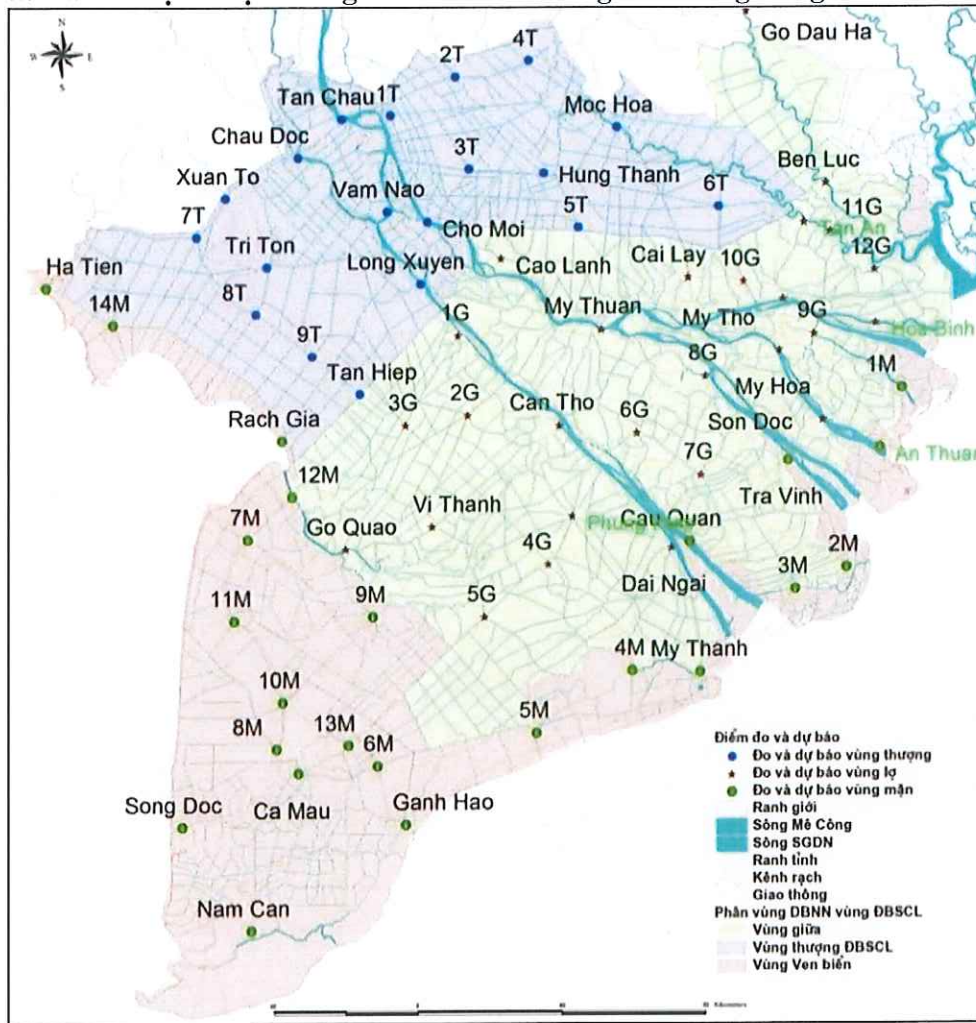 Go Dau Ha
N
W
E
S
4T
2T
Tan Chau
1T
Moc Hoa
Chau Doc
Ben Luc
3T
Hung Thanh
Xuan To
Vam Nao
6T
11G
7T
5T
Tan An
Tri Ton
Cho Moi
12G
Ha Tien
Long Xuyen
Cao Lanh
Cai Lay
10G
14M
8T
1G
My Thuan
My Tho
9G
Hoa Binh
9T
8G
1M
Tan Hiep
My Hoa
3G
2G
Can Tho
6G
Son Doc
Rach Gia
7G
An Thuan
12M
Vi Thanh
Tra Vinh
7M
Go Quao
Cau Quan
4G
2M
3M
Dai Ngai
11M
9M
5G
4M
My Thanh
10M
5M
8M
13M
6M
Điểm đo và dự báo
Đo và dự báo vùng thượng
Đo và dự báo vùng lợ
Đo và dự báo vùng mặn
Song Doc
Ca Mau
Ganh Hao
Ranh giới
Sông Mê Công
Sông SGDN
Ranh tỉnh
Kênh rạch
Giao thông
Nam Can
Phân vùng DBNN vùng ĐBSCL
Vùng giữa
Vùng thượng ĐBSCL
Vùng Ven biển